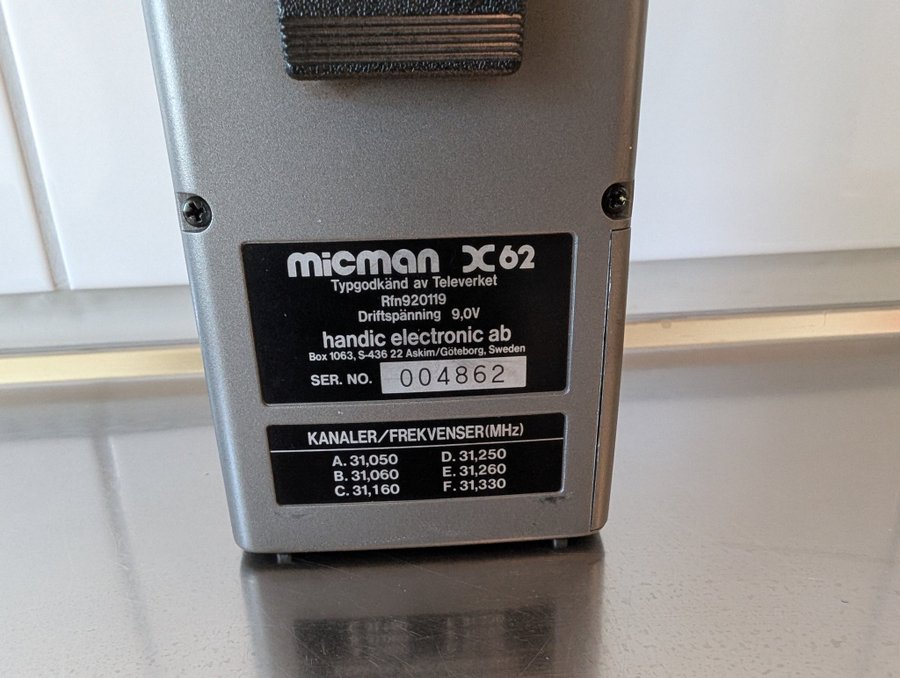 micman X62
Typgodkänd av Televerket
Rfn920119
Driftspänning 9,0V
handic electronic ab
Box 1063, S-436 22 Askim/Göteborg, Sweden
SER. NO. 004862
KANALER/FREKVENSER(MHz)
A. 31,050 D. 31,250
B. 31,060 E. 31,260
C. 31,160 F. 31,330